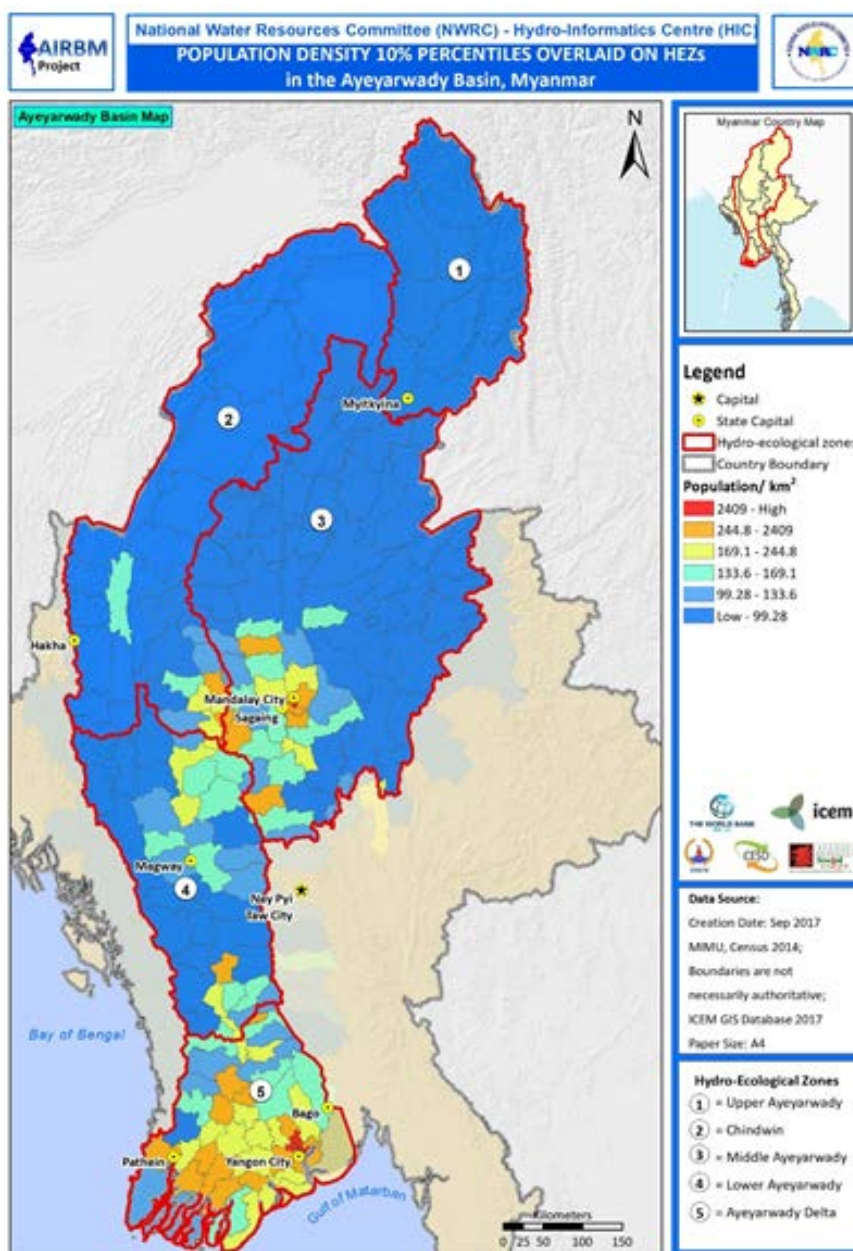 AIRBM
Project
National Water Resources Committee (NWRC) - Hydro-Informatics Centre (HIC)
POPULATION DENSITY 10% PERCENTILES OVERLAID ON HEZs
in the Ayeyarwady Basin, Myanmar
NWRC
Ayeyarwady Basin Map
N
Myanmar Country Map
1
2
3
4
5
Myitkyina
Hakha
Mandalay City
Sagaing
Magway
Nay Pyi
Taw City
Bay of Bengal
Bago
Pathein
Yangon City
Gulf of Matarban
Kilometers
0 25 50 100 150
Legend
Capital
State Capital
Hydro-ecological zones
Country Boundary
Population/ km²
2409 - High
244.8 - 2409
169.1 - 244.8
133.6 - 169.1
99.28 - 133.6
Low - 99.28
THE WORLD BANK
icem
CESD
Data Source:
Creation Date: Sep 2017
MIMU, Census 2014;
Boundaries are not
necessarily authoritative;
ICEM GIS Database 2017
Paper Size: A4
Hydro-Ecological Zones
1 = Upper Ayeyarwady
2 = Chindwin
3 = Middle Ayeyarwady
4 = Lower Ayeyarwady
5 = Ayeyarwady Delta